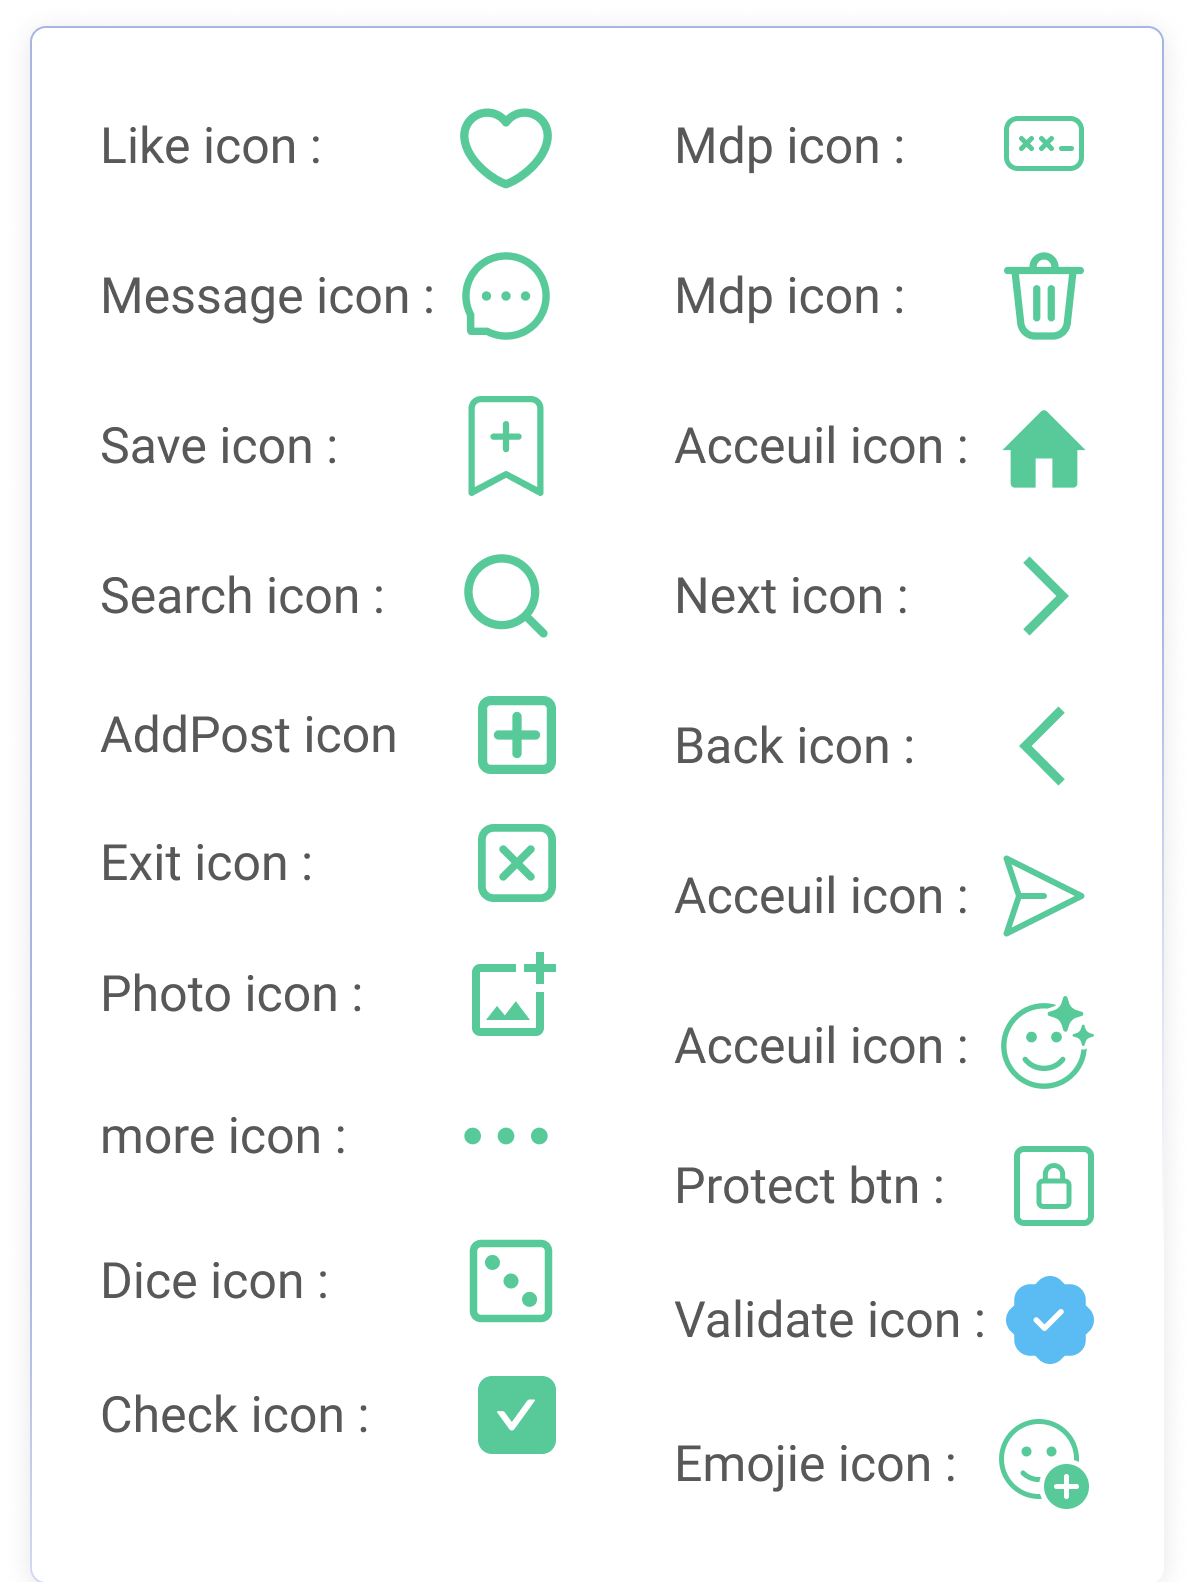 Like icon :
Message icon :
Save icon :
Search icon :
AddPost icon
Exit icon :
Photo icon :
more icon :
Dice icon :
Check icon :
Mdp icon :
Mdp icon :
Acceuil icon :
Next icon :
Back icon :
Acceuil icon :
Acceuil icon :
Protect btn :
Validate icon :
Emojie icon :